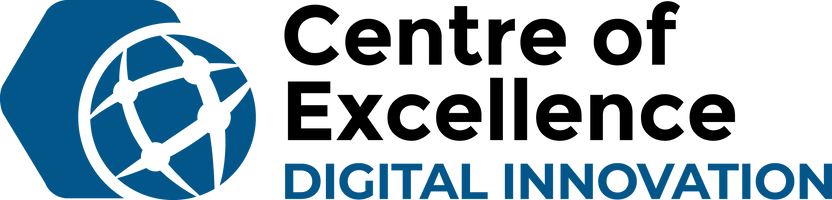 Centre of
Excellence
DIGITAL INNOVATION